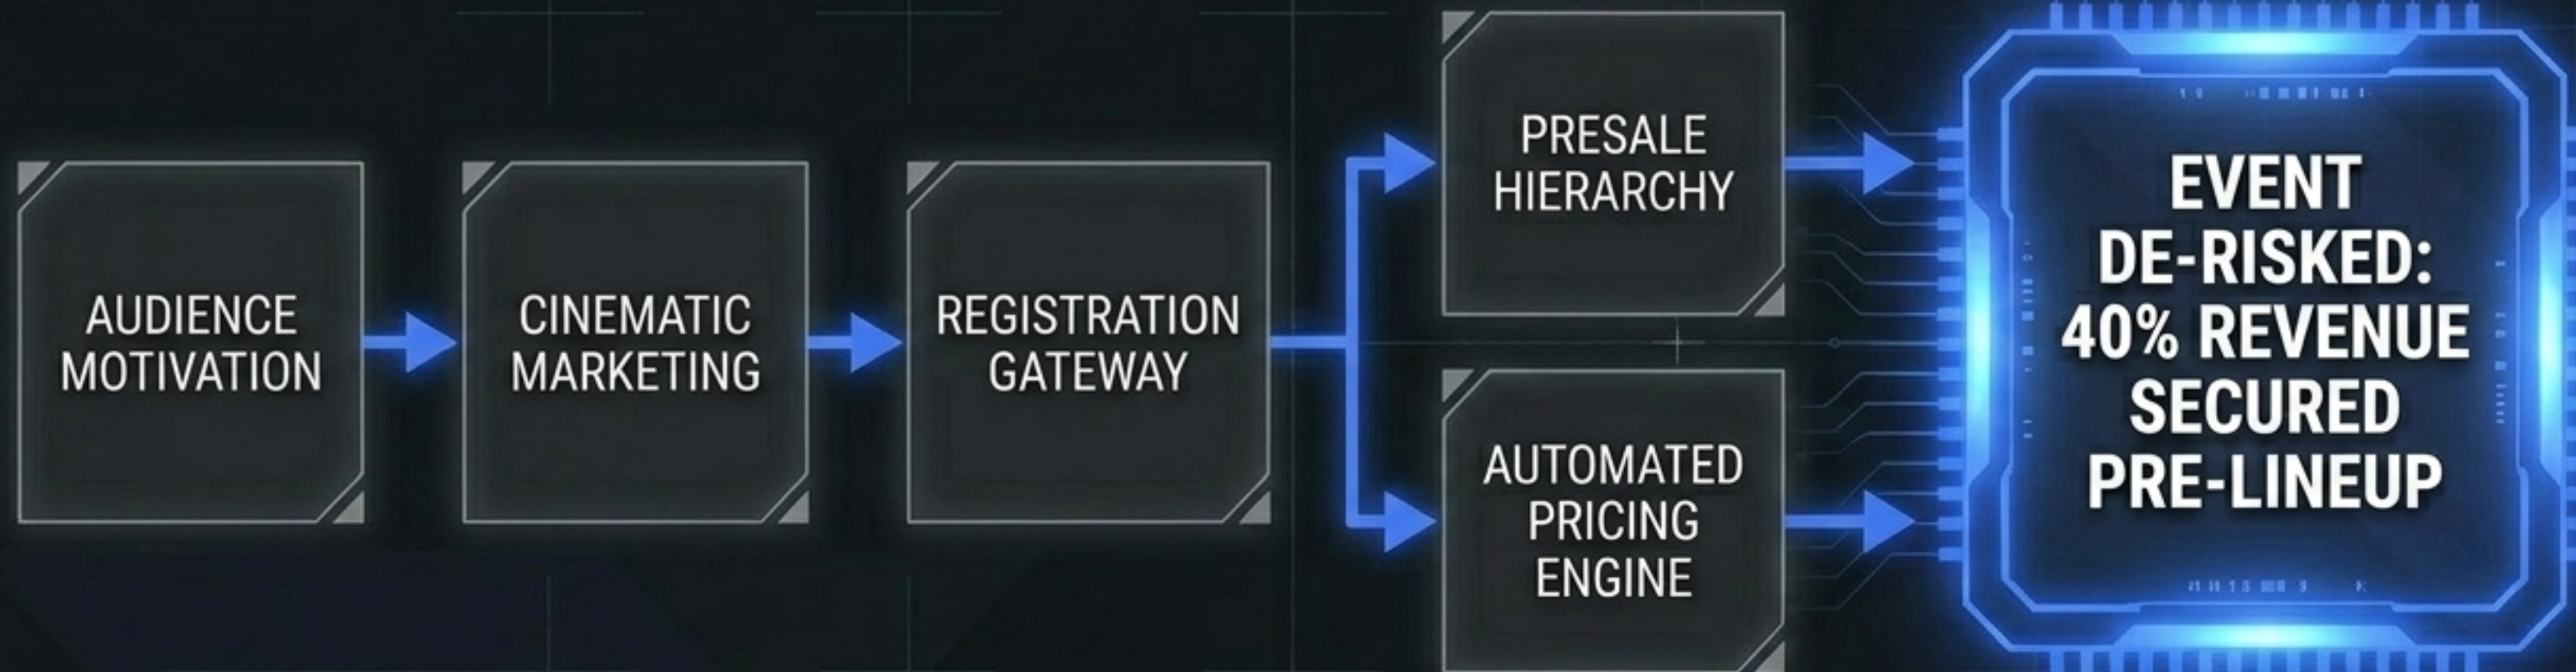 AUDIENCE
MOTIVATION
CINEMATIC
MARKETING
REGISTRATION
GATEWAY
PRESALE
HIERARCHY
AUTOMATED
PRICING
ENGINE
EVENT
DE-RISKED:
40% REVENUE
SECURED
PRE-LINEUP